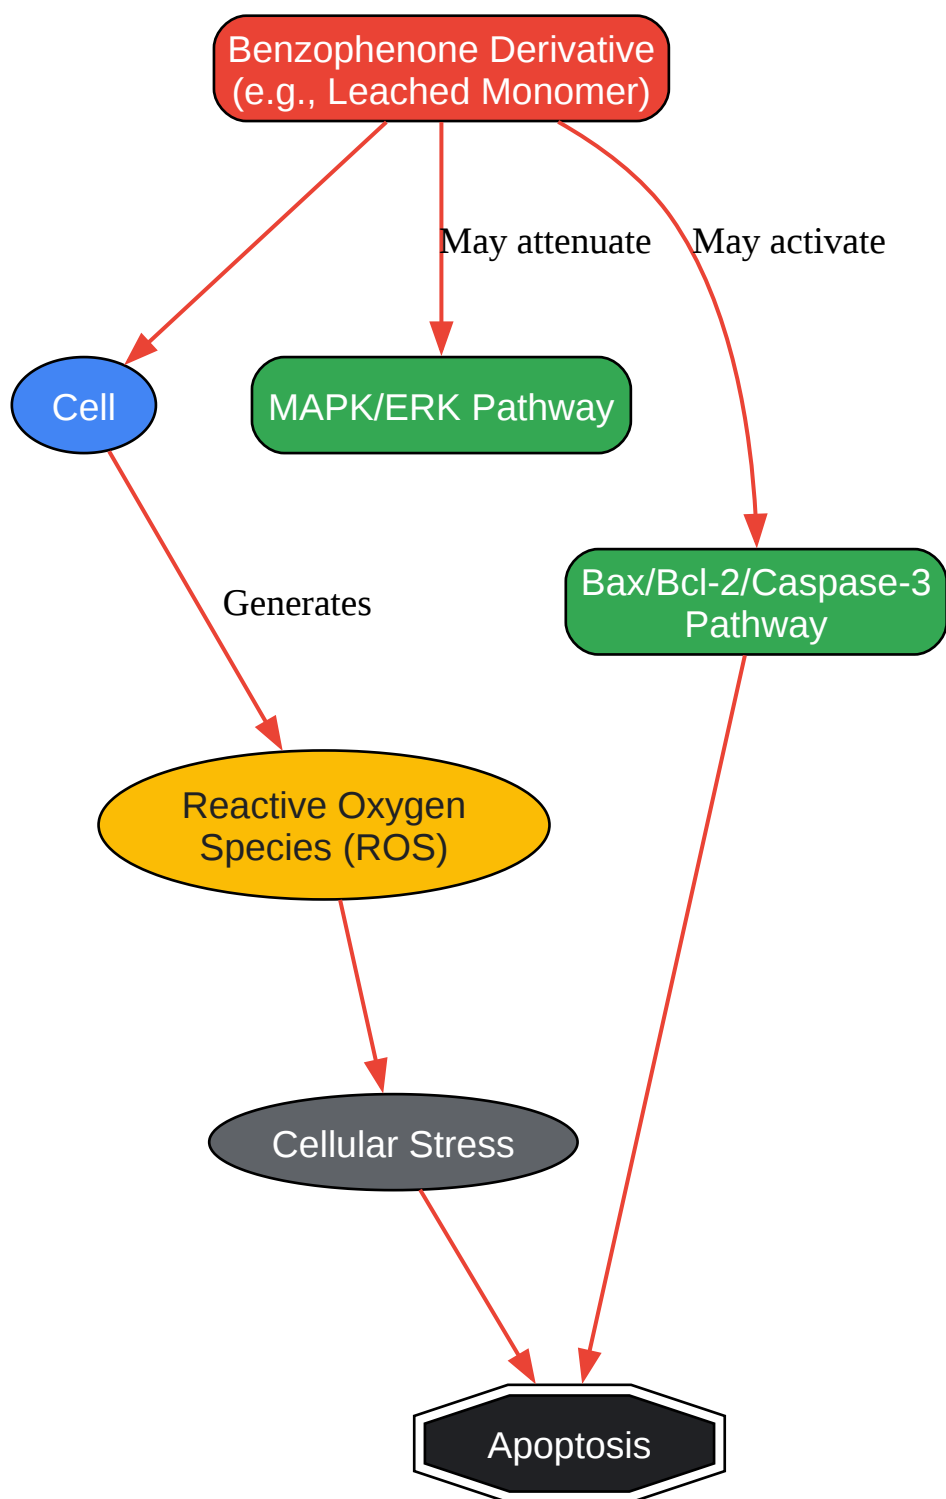 Benzophenone Derivative
(e.g., Leached Monomer)
May attenuate
May activate
Cell
MAPK/ERK Pathway
Bax/Bcl-2/Caspase-3
Pathway
Generates
Reactive Oxygen
Species (ROS)
Cellular Stress
Apoptosis